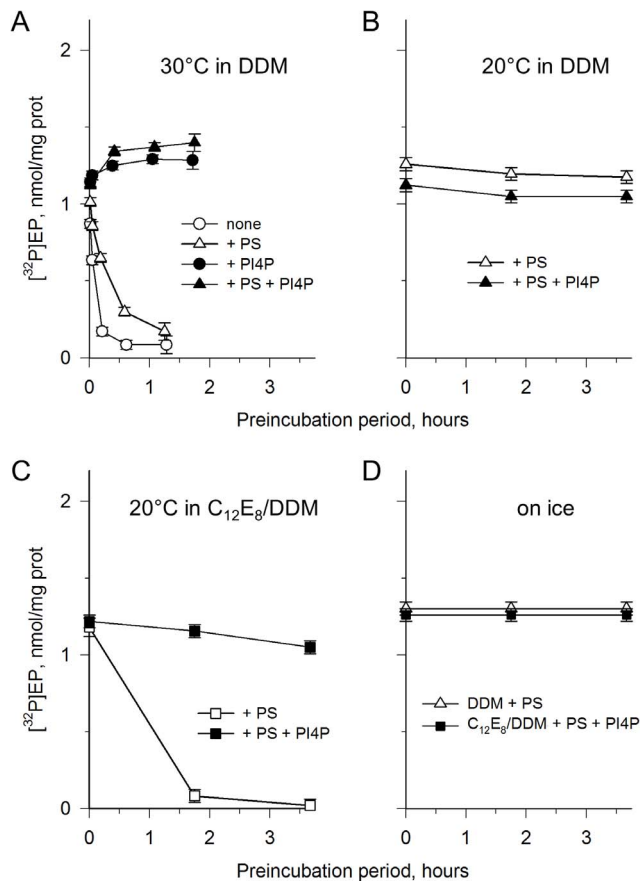 A
30°C in DDM
2
1
0
[³²P]EP, nmol/mg prot
none
+ PS
+ PI4P
+ PS + PI4P
0 1 2 3
B
20°C in DDM
+ PS
+ PS + PI4P
0 1 2 3
Preincubation period, hours
C
20°C in C₁₂E₈/DDM
2
1
0
[³²P]EP, nmol/mg prot
+ PS
+ PS + PI4P
0 1 2 3
D
on ice
DDM + PS
C₁₂E₈/DDM + PS + PI4P
0 1 2 3
Preincubation period, hours